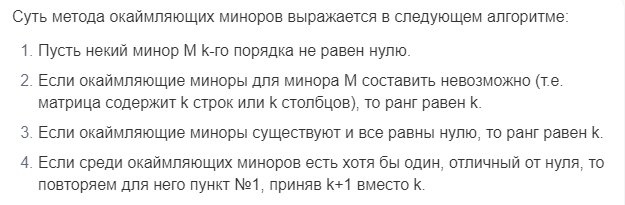 Суть метода окаймляющих миноров выражается в следующем алгоритме:
1. Пусть некий минор М k-го порядка не равен нулю.
2. Если окаймляющие миноры для минора М составить невозможно (т.е.
матрица содержит k строк или k столбцов), то ранг равен k.
3. Если окаймляющие миноры существуют и все равны нулю, то ранг равен k.
4. Если среди окаймляющих миноров есть хотя бы один, отличный от нуля, то
повторяем для него пункт №1, приняв k+1 вместо k.